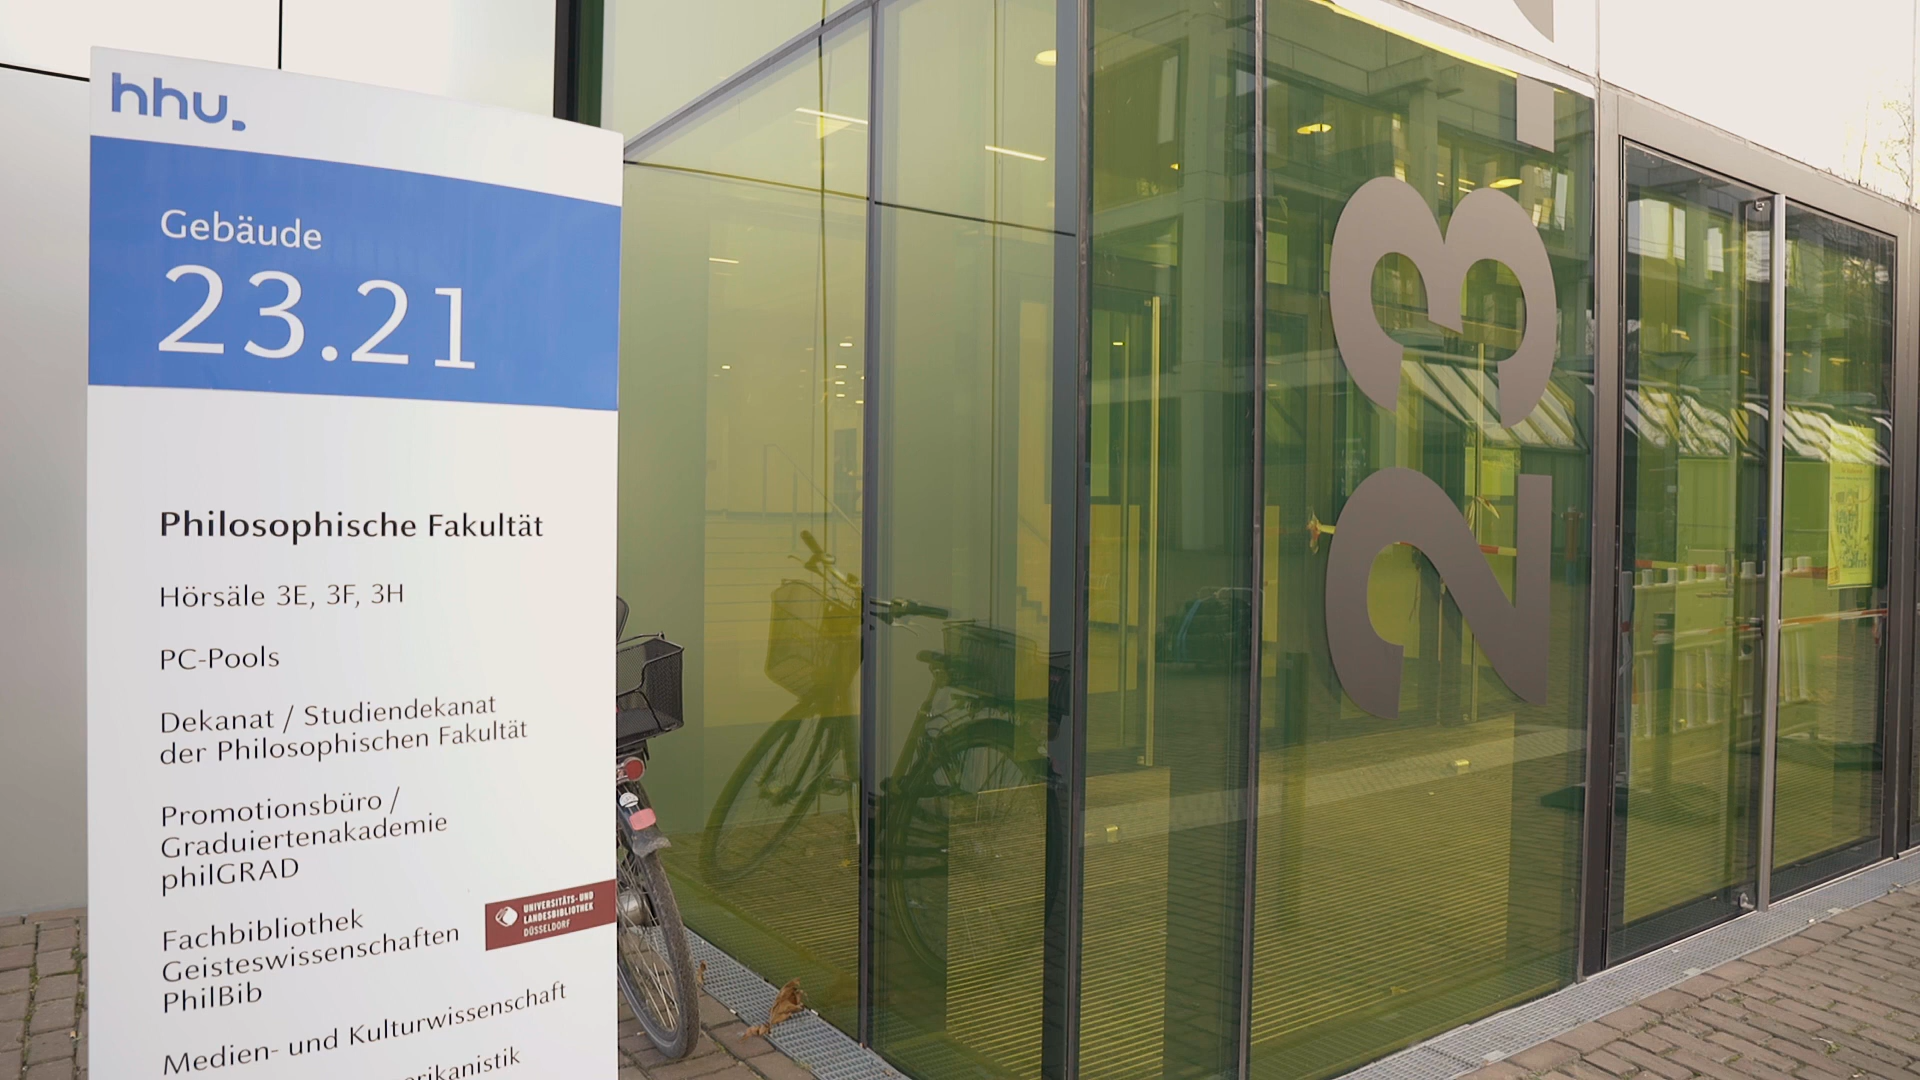 hhu.
Gebäude
23.21
Philosophische Fakultät
Hörsäle 3E, 3F, 3H
PC-Pools
Dekanat / Studiendekanat
der Philosophischen Fakultät
Promotionsbüro /
Graduiertenakademie
philGRAD
Fachbibliothek
Geisteswissenschaften
PhilBib
UNIVERSITÄTS- UND
LANDESBIBLIOTHEK
DÜSSELDORF
Medien- und Kulturwissenschaft
23.